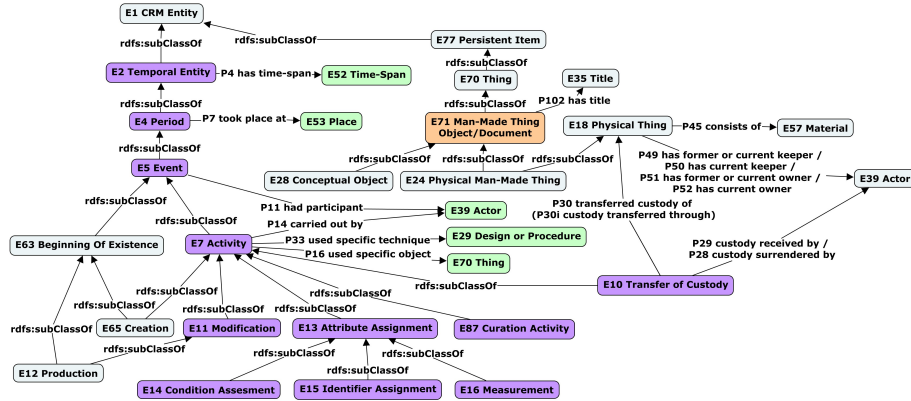 E1 CRM Entity
rdfs:subClassOf
rdfs:subClassOf
E77 Persistent Item
rdfs:subClassOf
E2 Temporal Entity
P4 has time-span
E52 Time-Span
E70 Thing
E35 Title
rdfs:subClassOf
rdfs:subClassOf
P102 has title
E4 Period
P7 took place at
E53 Place
E71 Man-Made Thing
Object/Document
E18 Physical Thing
P45 consists of
E57 Material
rdfs:subClassOf
rdfs:subClassOf
rdfs:subClassOf
rdfs:subClassOf
P49 has former or current keeper /
P50 has current keeper /
P51 has former or current owner /
P52 has current owner
E5 Event
E28 Conceptual Object
E24 Physical Man-Made Thing
E39 Actor
P11 had participant
E39 Actor
P30 transferred custody of
(P30i custody transferred through)
rdfs:subClassOf
rdfs:subClassOf
P14 carried out by
E63 Beginning Of Existence
E7 Activity
P33 used specific technique
E29 Design or Procedure
P16 used specific object
E70 Thing
P29 custody received by /
P28 custody surrendered by
rdfs:subClassOf
E10 Transfer of Custody
rdfs:subClassOf
rdfs:subClassOf
rdfs:subClassOf
rdfs:subClassOf
rdfs:subClassOf
rdfs:subClassOf
E65 Creation
E11 Modification
E13 Attribute Assignment
E87 Curation Activity
rdfs:subClassOf
rdfs:subClassOf
rdfs:subClassOf
rdfs:subClassOf
E12 Production
E14 Condition Assesment
E15 Identifier Assignment
E16 Measurement